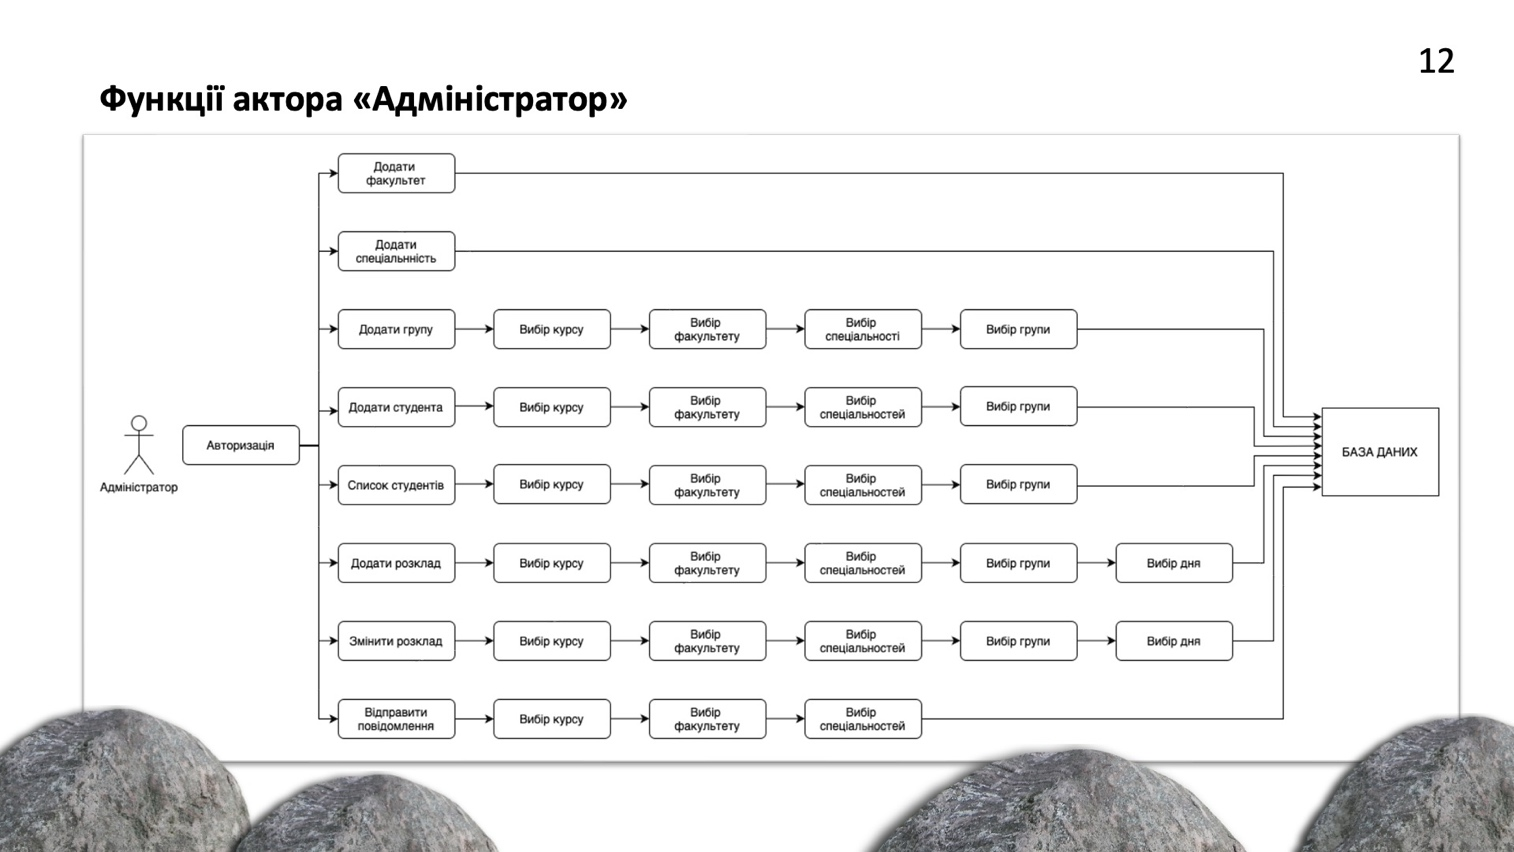 12
Функції актора «Адміністратор»
Додати
факультет
Додати
спеціальнність
Додати групу
Вибір курсу
Вибір
факультету
Вибір
спеціальності
Вибір групи
Додати студента
Вибір курсу
Вибір
факультету
Вибір
спеціальностей
Вибір групи
Адміністратор
Авторизація
БАЗА ДАНИХ
Список студентів
Вибір курсу
Вибір
факультету
Вибір
спеціальностей
Вибір групи
Додати розклад
Вибір курсу
Вибір
факультету
Вибір
спеціальностей
Вибір групи
Вибір дня
Змінити розклад
Вибір курсу
Вибір
факультету
Вибір
спеціальностей
Вибір групи
Вибір дня
Відправити
повідомлення
Вибір курсу
Вибір
факультету
Вибір
спеціальностей